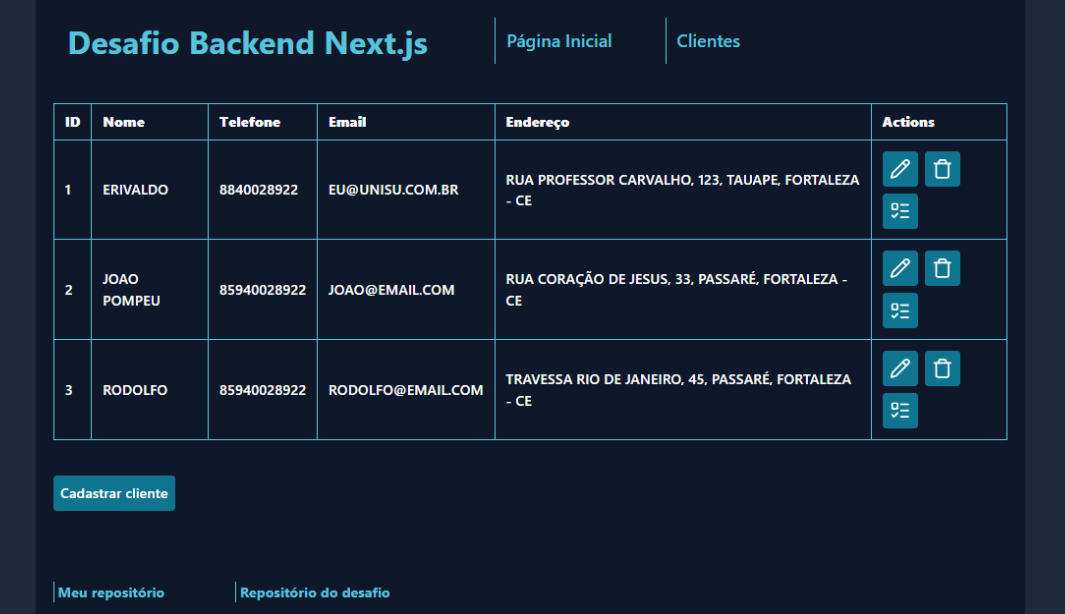 Desafio Backend Next.js
Página Inicial
Clientes
ID Nome Telefone Email Endereço Actions
1 ERIVALDO 8840028922 EU@UNISU.COM.BR RUA PROFESSOR CARVALHO, 123, TAUAPE, FORTALEZA
- CE
2 JOAO
POMPEU 85940028922 JOAO@EMAIL.COM RUA CORAÇÃO DE JESUS, 33, PASSARÉ, FORTALEZA -
CE
3 RODOLFO 85940028922 RODOLFO@EMAIL.COM TRAVESSA RIO DE JANEIRO, 45, PASSARÉ, FORTALEZA
- CE
Cadastrar cliente
Meu repositório
Repositório do desafio